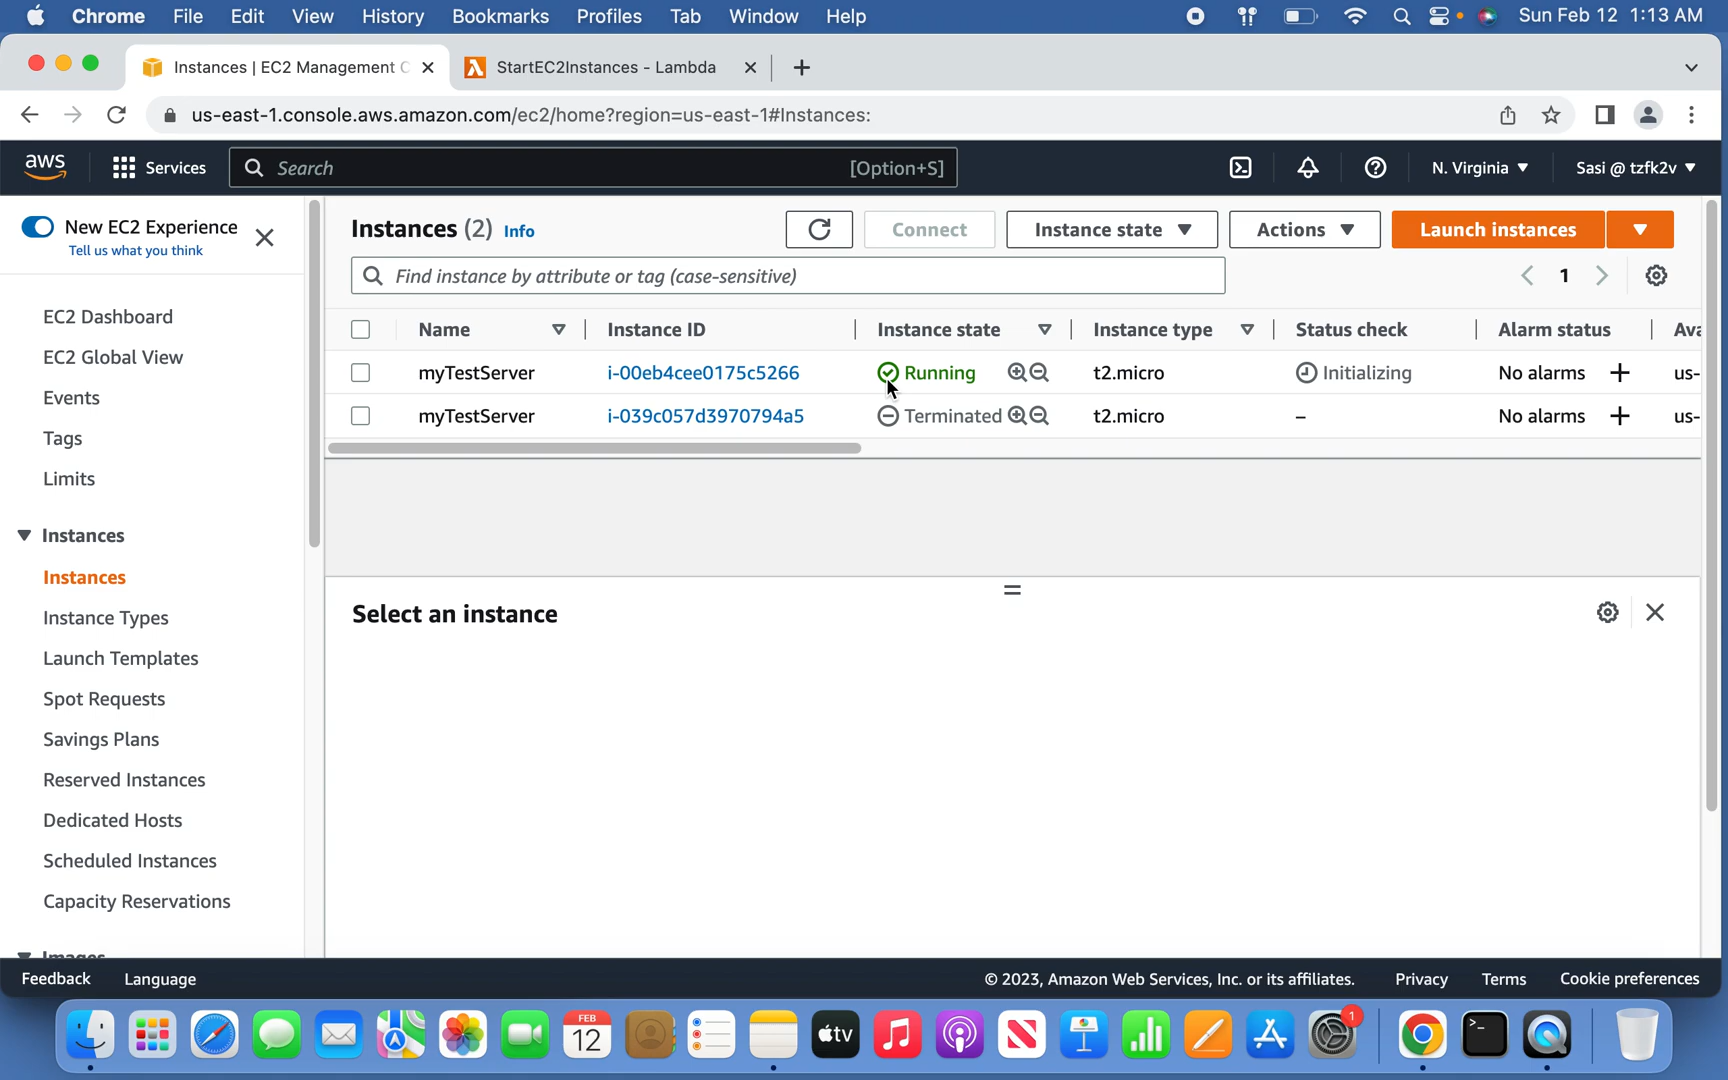 Chrome File Edit View History Bookmarks Profiles Tab Window Help Sun Feb 12 1:13 AM
Instances | EC2 Management C StartEC2Instances - Lambda
us-east-1.console.aws.amazon.com/ec2/home?region=us-east-1#Instances:
aws Services Search [Option+S] N. Virginia Sasi @ tzfk2v
New EC2 Experience
Tell us what you think
EC2 Dashboard
EC2 Global View
Events
Tags
Limits
Instances
Instances
Instance Types
Launch Templates
Spot Requests
Savings Plans
Reserved Instances
Dedicated Hosts
Scheduled Instances
Capacity Reservations
Images
Instances (2) Info Connect Instance state Actions Launch instances
Find instance by attribute or tag (case-sensitive) 1
Name Instance ID Instance state Instance type Status check Alarm status Ava
myTestServer i-00eb4cee0175c5266 Running t2.micro Initializing No alarms us-
myTestServer i-039c057d3970794a5 Terminated t2.micro – No alarms us-
Select an instance
Feedback Language © 2023, Amazon Web Services, Inc. or its affiliates. Privacy Terms Cookie preferences
FEB
12
tv
1